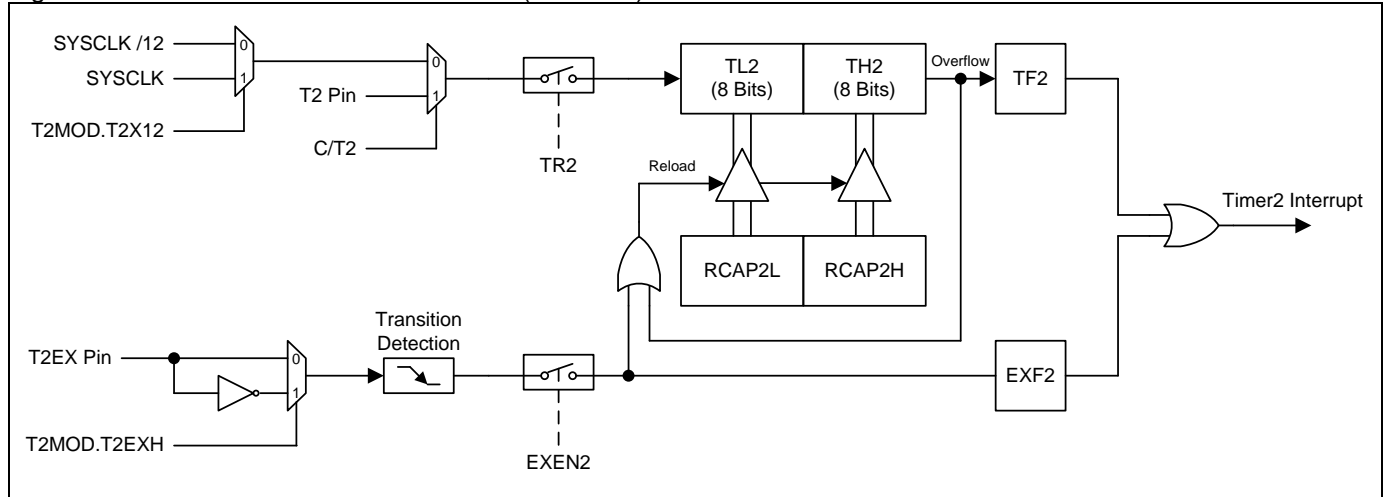 SYSCLK /12
0
SYSCLK
1
T2MOD.T2X12
0
T2 Pin
1
C/T2
TR2
TL2
(8 Bits)
TH2
(8 Bits)
Overflow
TF2
Reload
RCAP2L
RCAP2H
Timer2 Interrupt
T2EX Pin
0
1
T2MOD.T2EXH
Transition
Detection
EXEN2
EXF2